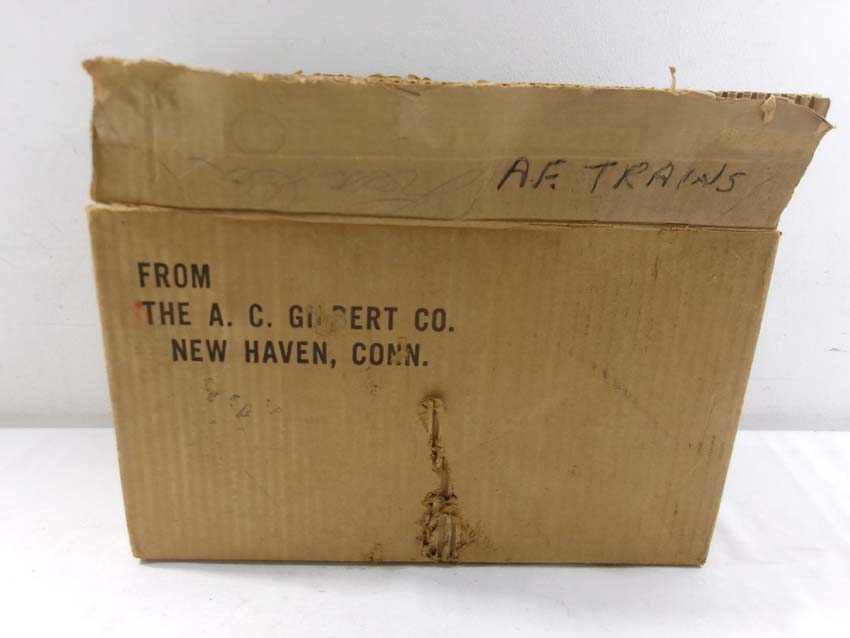 A.F. TRAINS
FROM
THE A. C. GILBERT CO.
NEW HAVEN, CONN.